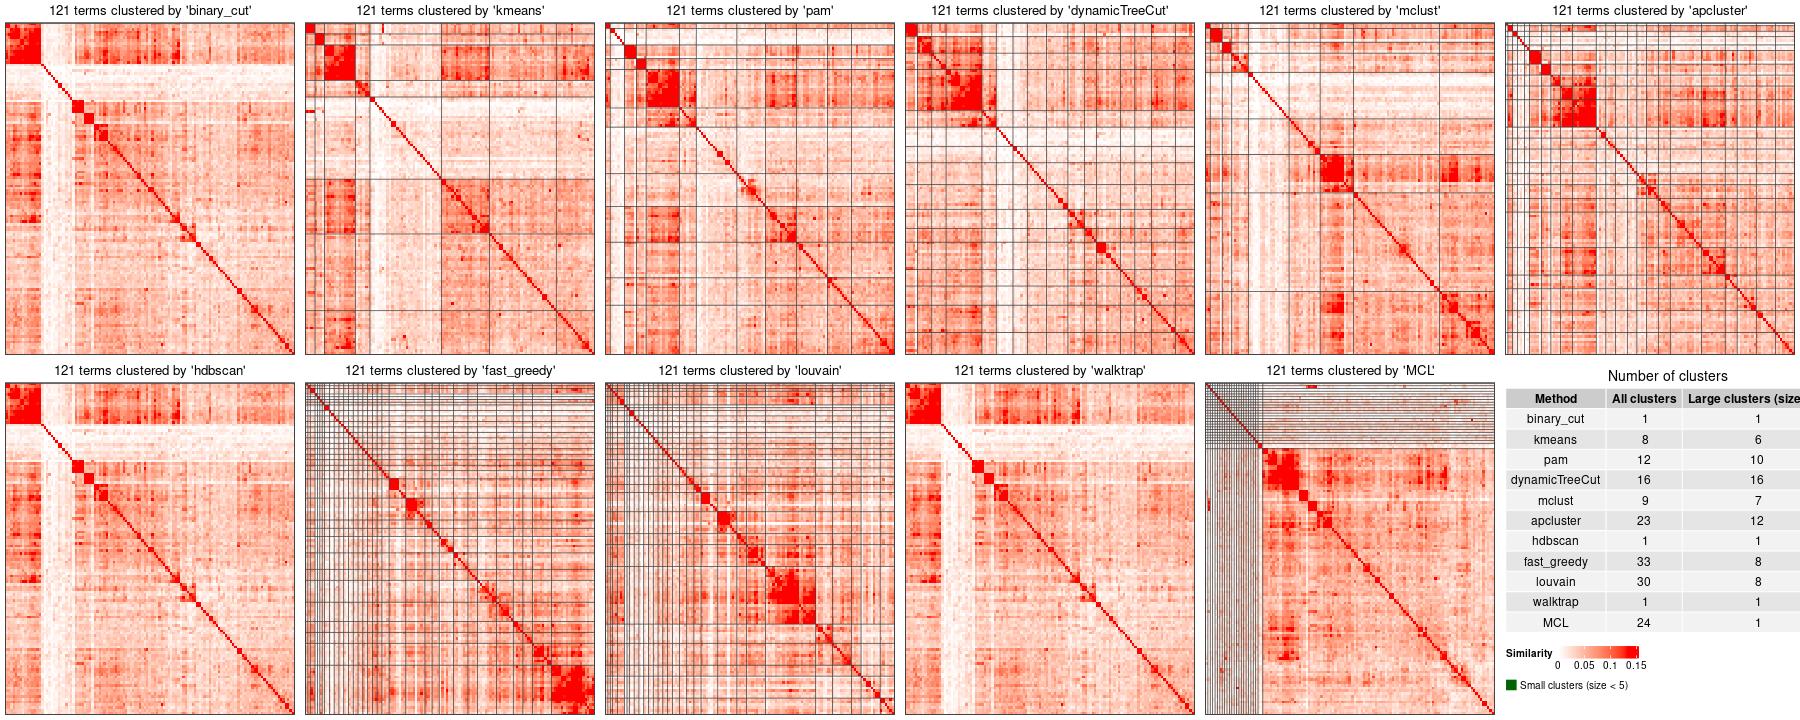 121 terms clustered by 'binary_cut'
121 terms clustered by 'kmeans'
121 terms clustered by 'pam'
121 terms clustered by 'dynamicTreeCut'
121 terms clustered by 'mclust'
121 terms clustered by 'apcluster'
121 terms clustered by 'hdbscan'
121 terms clustered by 'fast_greedy'
121 terms clustered by 'louvain'
121 terms clustered by 'walktrap'
121 terms clustered by 'MCL'
Number of clusters
Method All clusters Large clusters (size
binary_cut 1 1
kmeans 8 6
pam 12 10
dynamicTreeCut 16 16
mclust 9 7
apcluster 23 12
hdbscan 1 1
fast_greedy 33 8
louvain 30 8
walktrap 1 1
MCL 24 1
Similarity
0 0.05 0.1 0.15
Small clusters (size < 5)